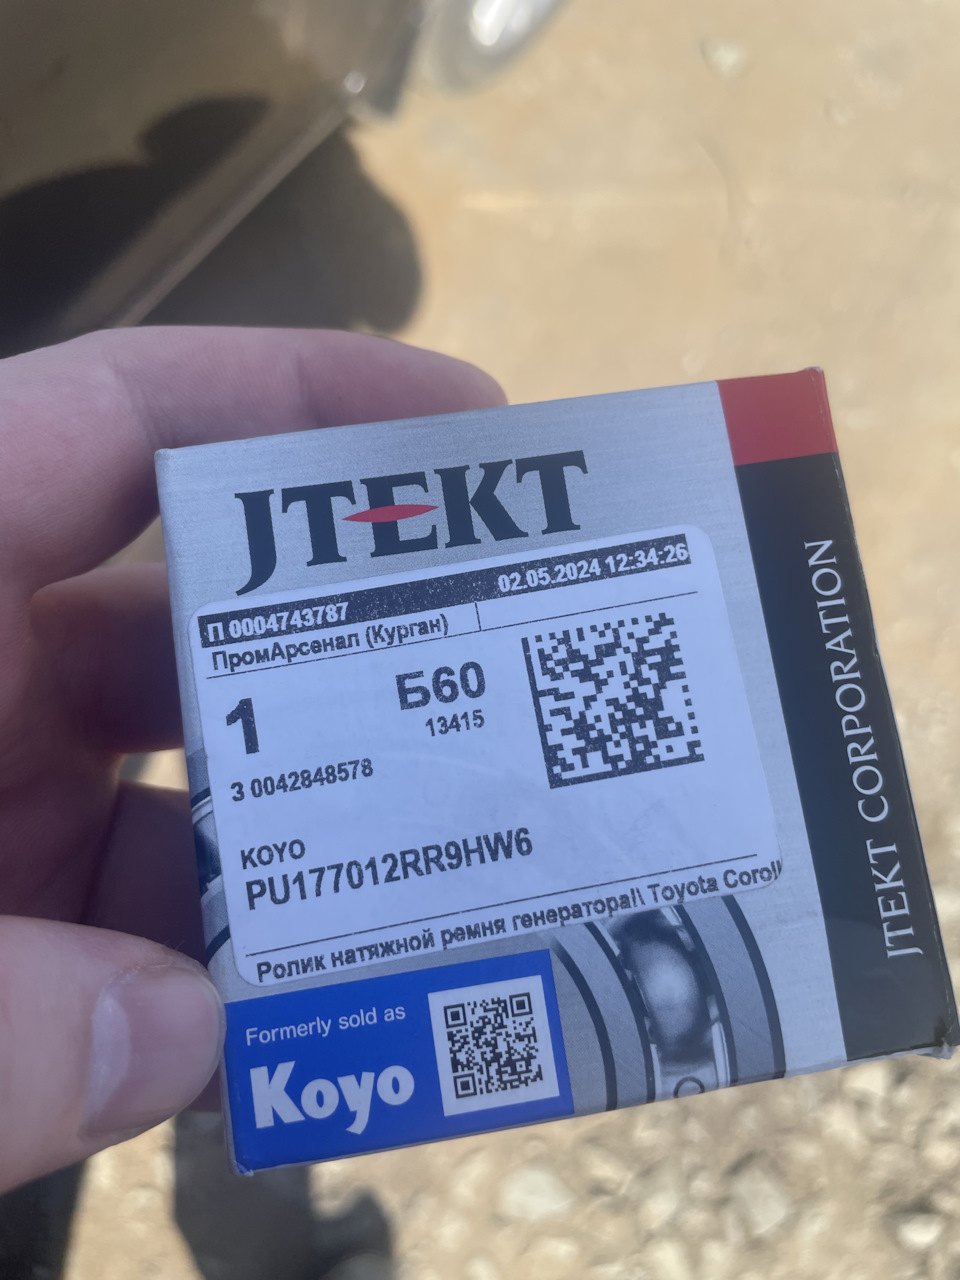 JTEKT
П 0004743787
02.05.2024 12:34:26
ПромАрсенал (Курган)
1
Б60
13415
З 0042848578
KOYO
PU177012RR9HW6
Ролик натяжной ремня генератора!\ Toyota Coroll
Formerly sold as
Koyo
JTEKT CORPORATION